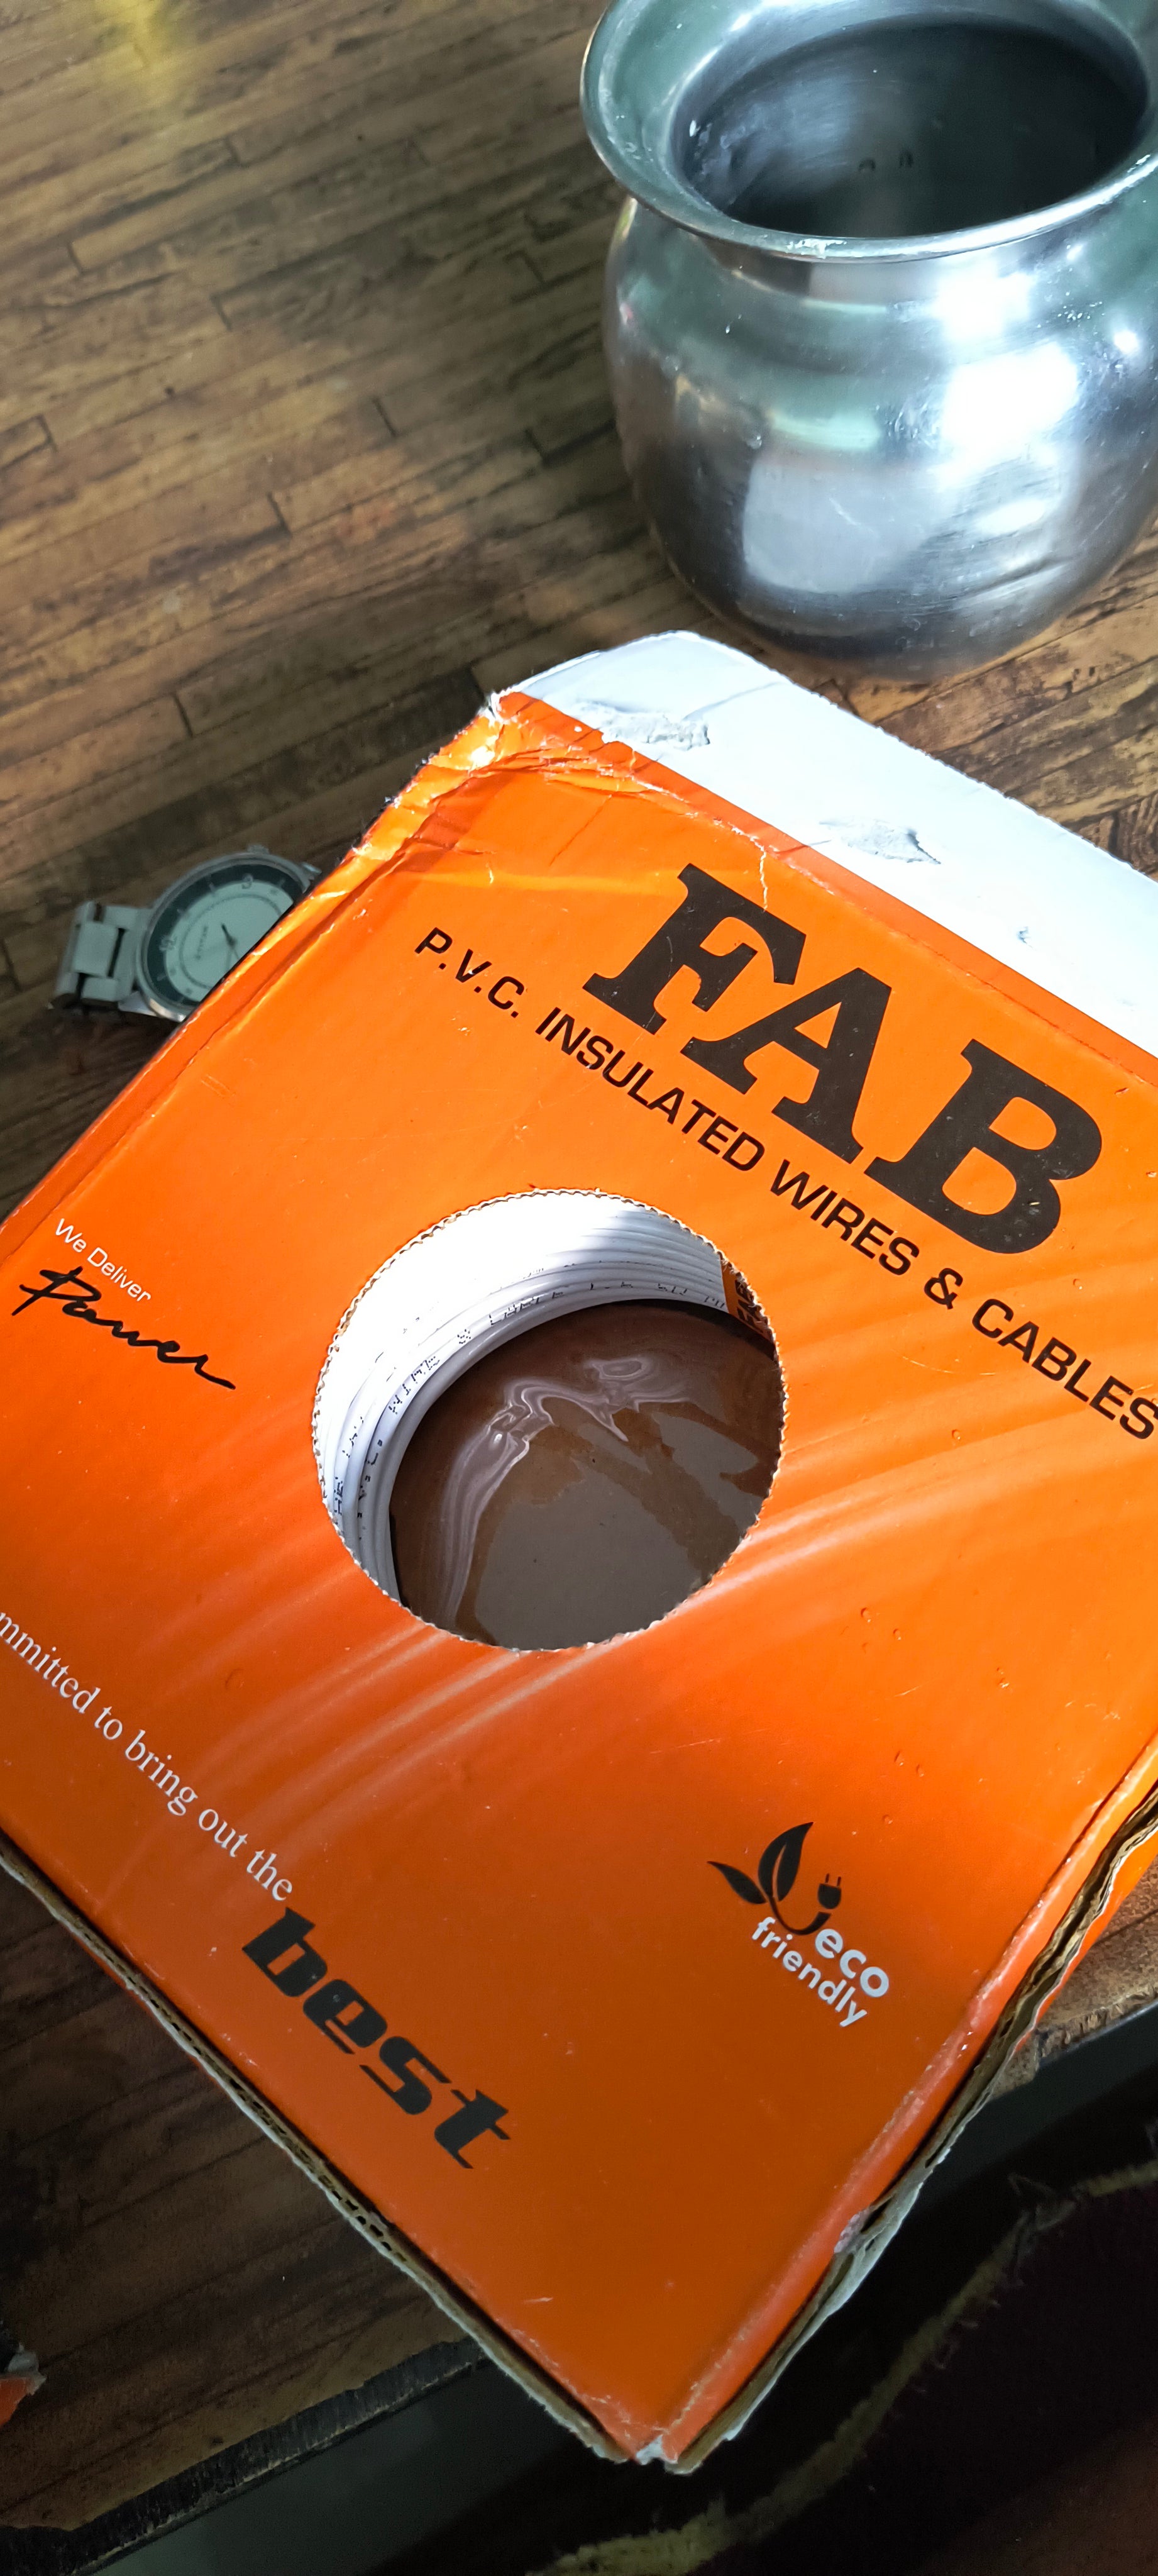 FAB
P.V.C. INSULATED WIRES & CABLES
We Deliver
Power
mmitted to bring out the
best
eco
friendly